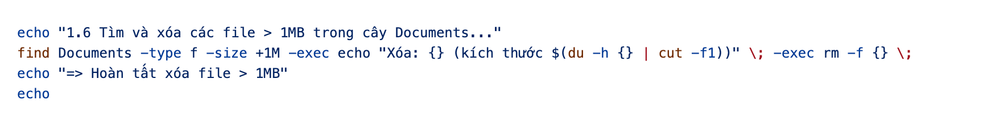 echo "1.6 Tìm và xóa các file > 1MB trong cây Documents..."
find Documents -type f -size +1M -exec echo "Xóa: {} (kích thước $(du -h {} | cut -f1))" \; -exec rm -f {} \;
echo "=> Hoàn tất xóa file > 1MB"
echo